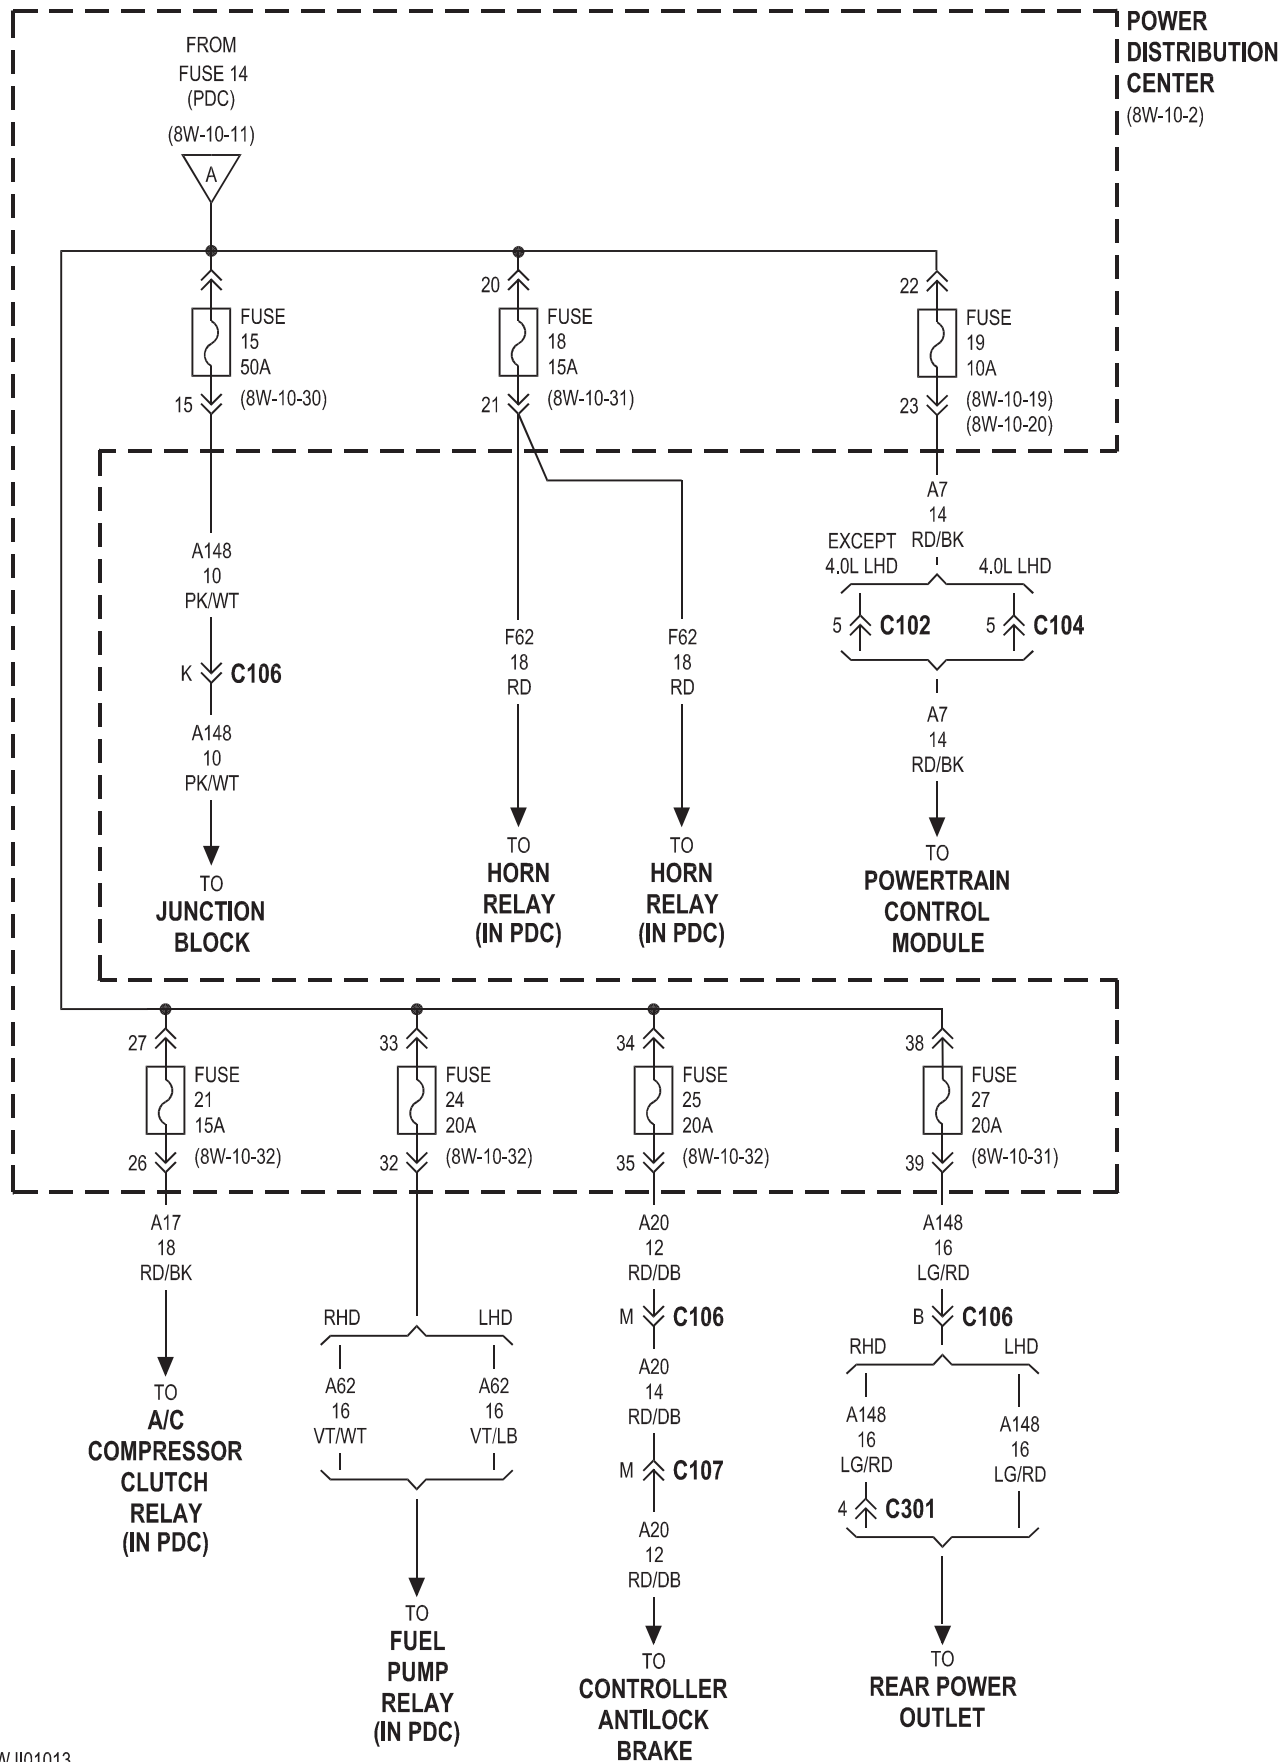 POWER
DISTRIBUTION
CENTER
(8W-10-2)
FROM
FUSE 14
(PDC)
(8W-10-11)
A
20
22
FUSE
15
50A
(8W-10-30)
15
FUSE
18
15A
(8W-10-31)
21
FUSE
19
10A
(8W-10-19)
(8W-10-20)
23
A148
10
PK/WT
K
C106
A148
10
PK/WT
TO
JUNCTION
BLOCK
F62
18
RD
TO
HORN
RELAY
(IN PDC)
F62
18
RD
TO
HORN
RELAY
(IN PDC)
A7
14
RD/BK
EXCEPT
4.0L LHD
4.0L LHD
5
C102
5
C104
A7
14
RD/BK
TO
POWERTRAIN
CONTROL
MODULE
27
FUSE
21
15A
(8W-10-32)
26
33
FUSE
24
20A
(8W-10-32)
32
34
FUSE
25
20A
(8W-10-32)
35
38
FUSE
27
20A
(8W-10-31)
39
A17
18
RD/BK
TO
A/C
COMPRESSOR
CLUTCH
RELAY
(IN PDC)
RHD
LHD
A62
16
VT/WT
A62
16
VT/LB
TO
FUEL
PUMP
RELAY
(IN PDC)
A20
12
RD/DB
M
C106
A20
14
RD/DB
M
C107
A20
12
RD/DB
TO
CONTROLLER
ANTILOCK
BRAKE
A148
16
LG/RD
B
C106
RHD
LHD
A148
16
LG/RD
4
C301
A148
16
LG/RD
TO
REAR POWER
OUTLET